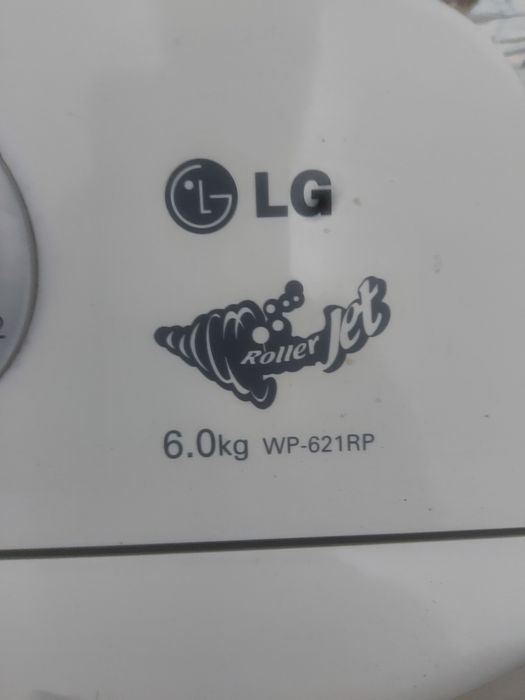 LG
Roller Jet
6.0kg WP-621RP